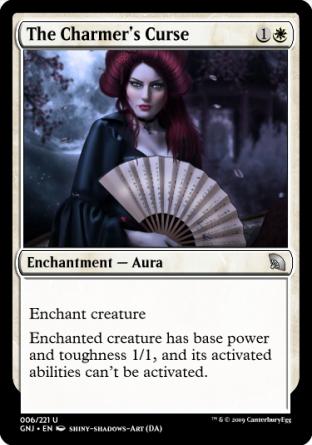 The Charmer's Curse 1
Enchantment — Aura
Enchant creature
Enchanted creature has base power
and toughness 1/1, and its activated
abilities can't be activated.
006/221 U
GNJ • EN SHINY-SHADOWS-ART (DA)
™ & © 2019 CanterburyEgg